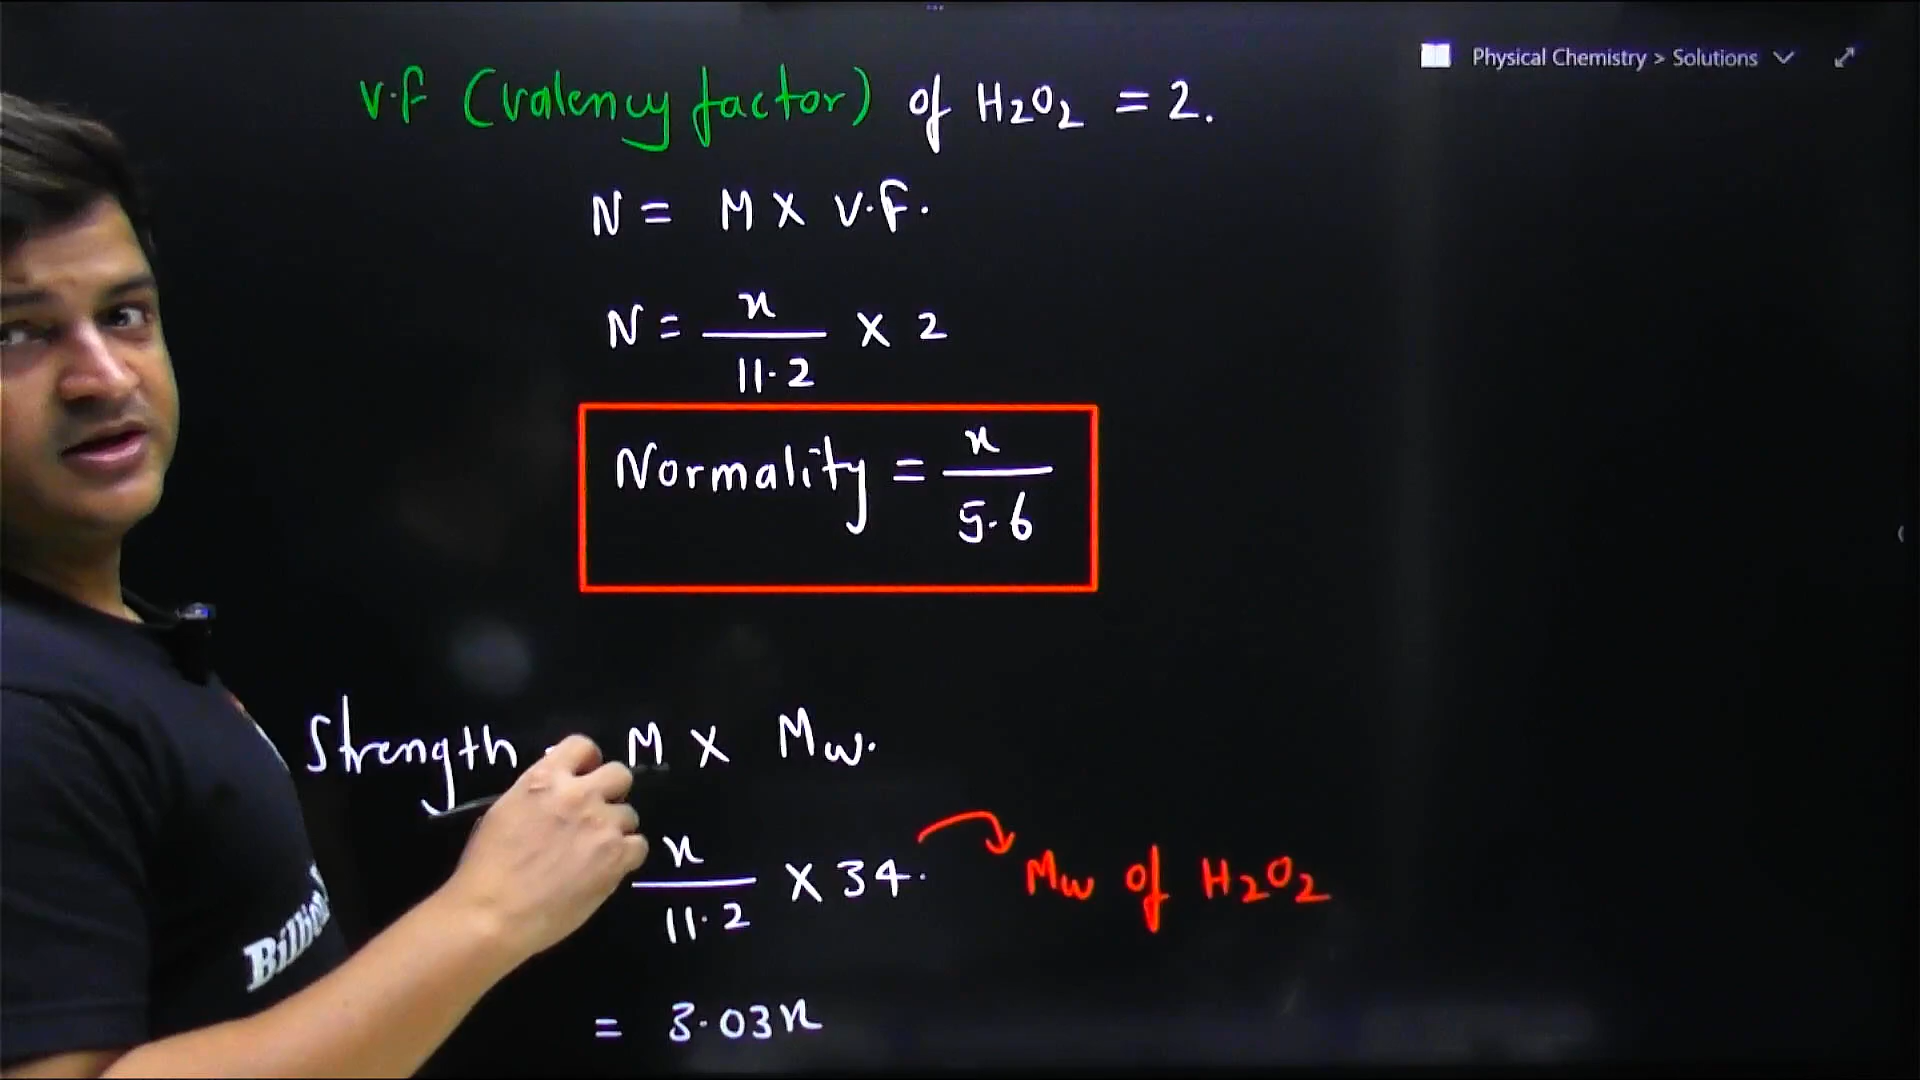 Physical Chemistry > Solutions
v.f (valency factor) of H₂O₂ = 2.
N = M X v.f.
N = x/11.2 X 2
Normality = x/5.6
Strength = M X Mw.
x/11.2 X 34. Mw of H₂O₂
= 3.03x